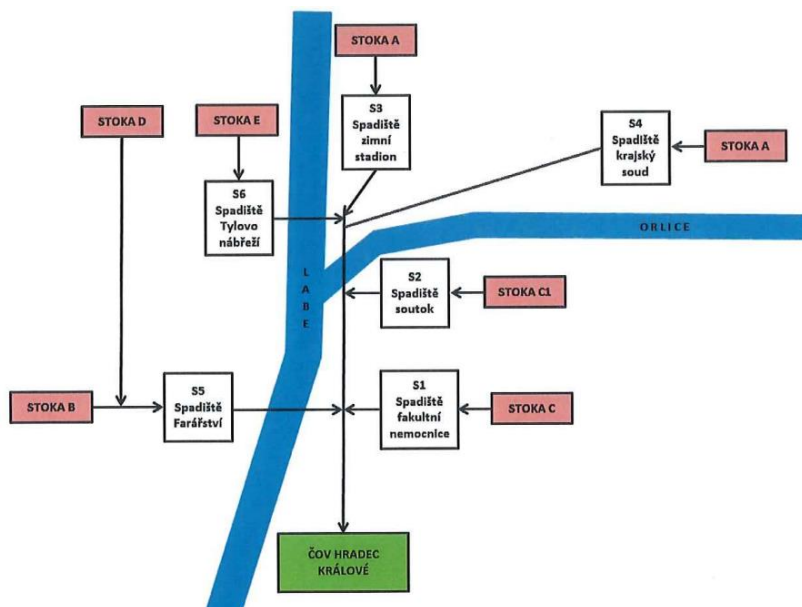 STOKA A
S3
Spadiště
zimní
stadion
STOKA D
STOKA E
S4
Spadiště
krajský
soud
STOKA A
S6
Spadiště
Tylovo
nábřeží
ORLICE
LABE
S2
Spadiště
soutok
STOKA C1
STOKA B
S5
Spadiště
Farářství
S1
Spadiště
fakultní
nemocnice
STOKA C
ČOV HRADEC
KRÁLOVÉ